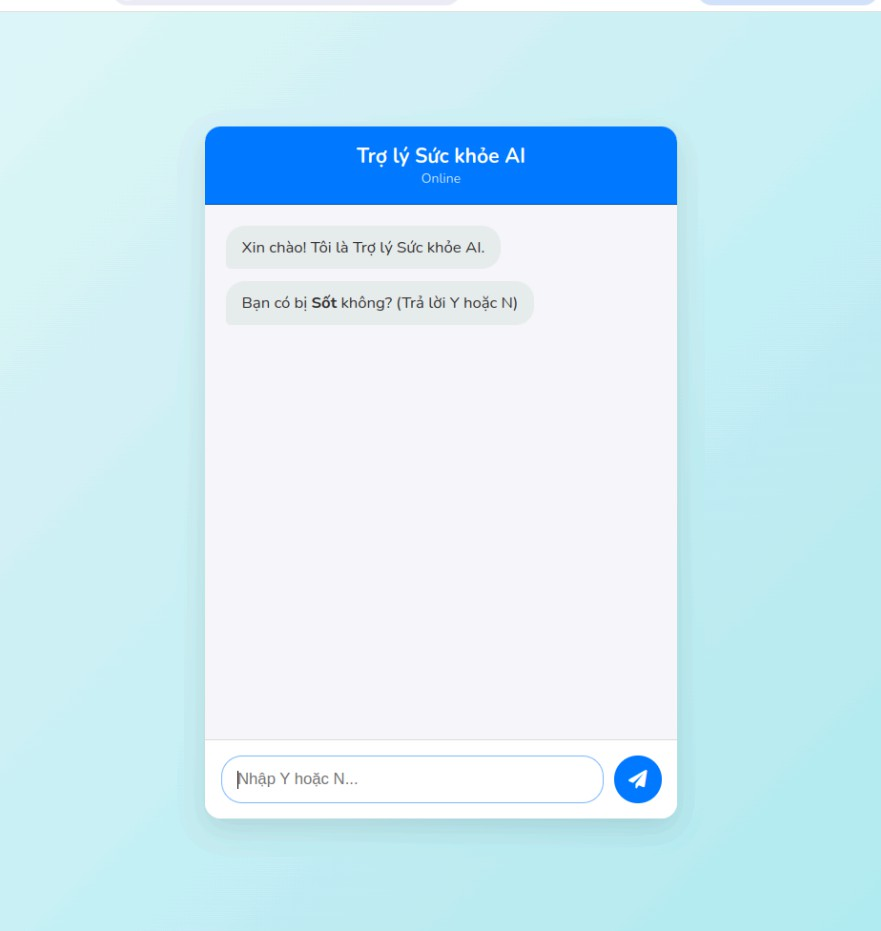 Trợ lý Sức khỏe AI
Online
Xin chào! Tôi là Trợ lý Sức khỏe AI.
Bạn có bị Sốt không? (Trả lời Y hoặc N)
Nhập Y hoặc N...